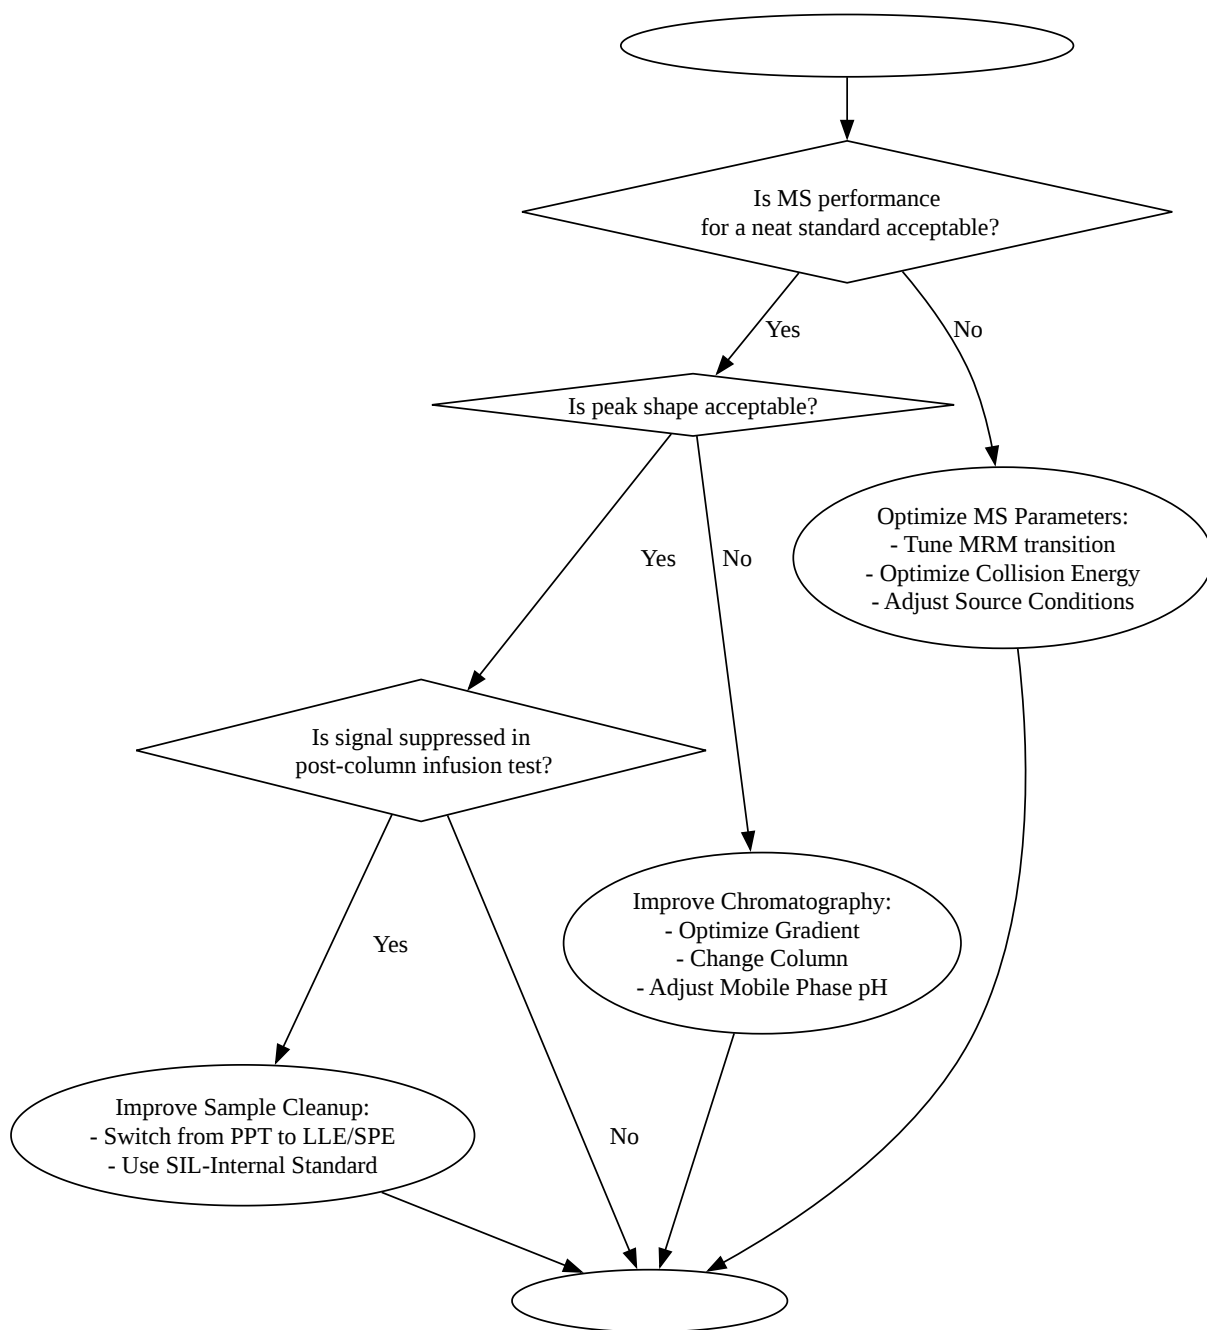 Is MS performance
for a neat standard acceptable?
Yes
No
Is peak shape acceptable?
Optimize MS Parameters:
- Tune MRM transition
- Optimize Collision Energy
- Adjust Source Conditions
Yes
No
Is signal suppressed in
post-column infusion test?
Improve Chromatography:
- Optimize Gradient
- Change Column
- Adjust Mobile Phase pH
Yes
No
Improve Sample Cleanup:
- Switch from PPT to LLE/SPE
- Use SIL-Internal Standard